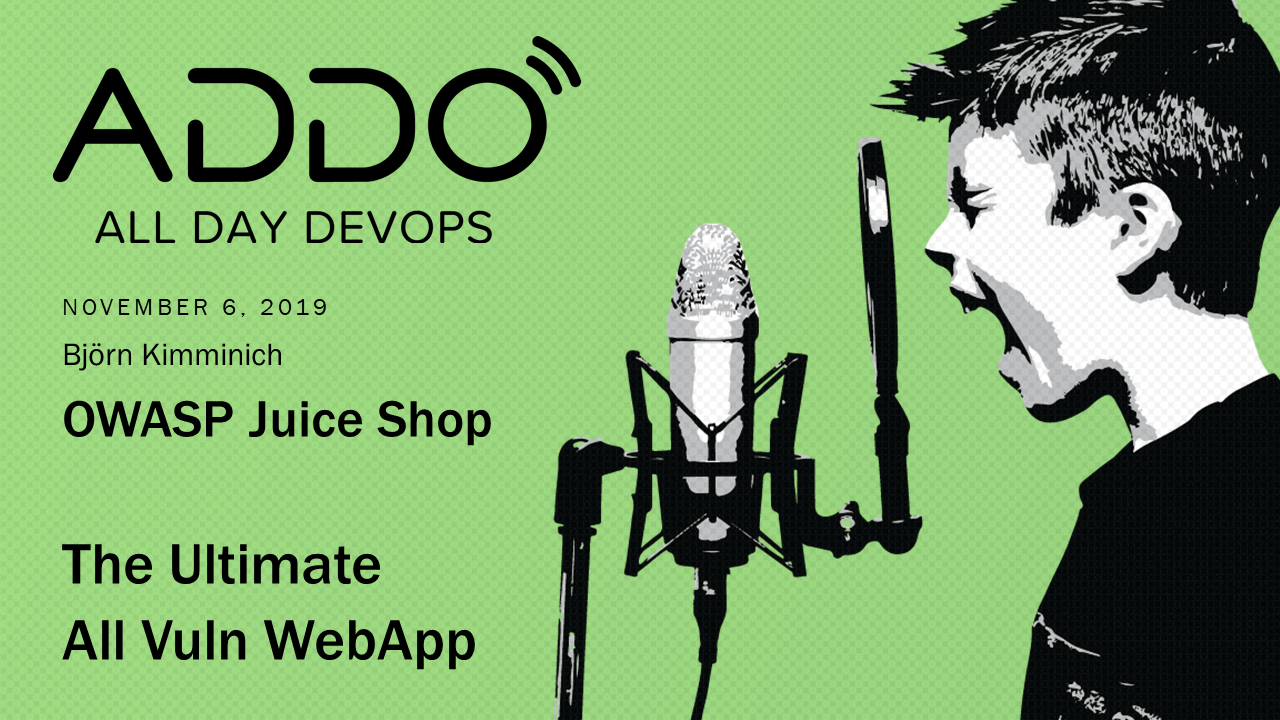 ADDO
ALL DAY DEVOPS
NOVEMBER 6, 2019
Björn Kimminich
OWASP Juice Shop
The Ultimate
All Vuln WebApp